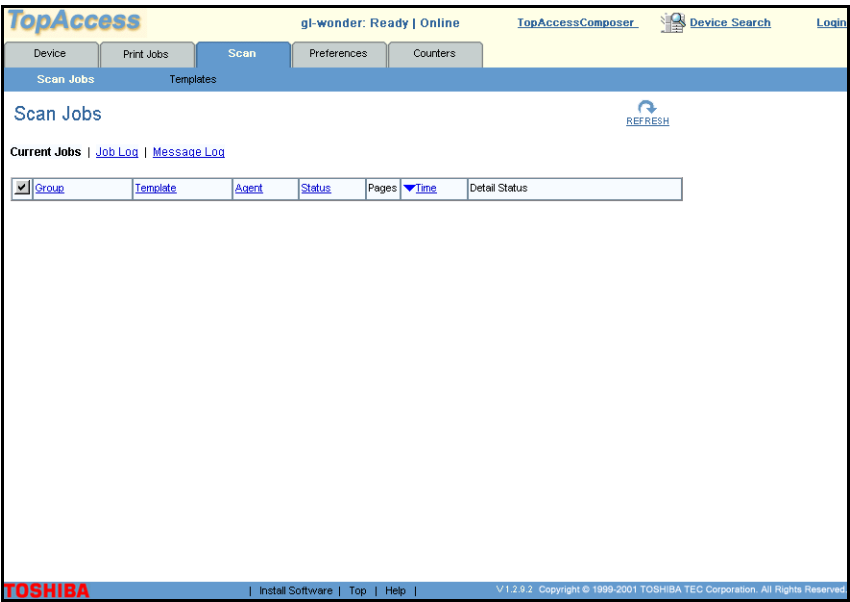 TopAccess gl-wonder: Ready | Online TopAccessComposer Device Search Login
Device Print Jobs Scan Preferences Counters
Scan Jobs Templates
Scan Jobs
REFRESH
Current Jobs | Job Log | Message Log
Group Template Agent Status Pages Time Detail Status
TOSHIBA | Install Software | Top | Help | V1.2.9.2 Copyright © 1999-2001 TOSHIBA TEC Corporation. All Rights Reserved.